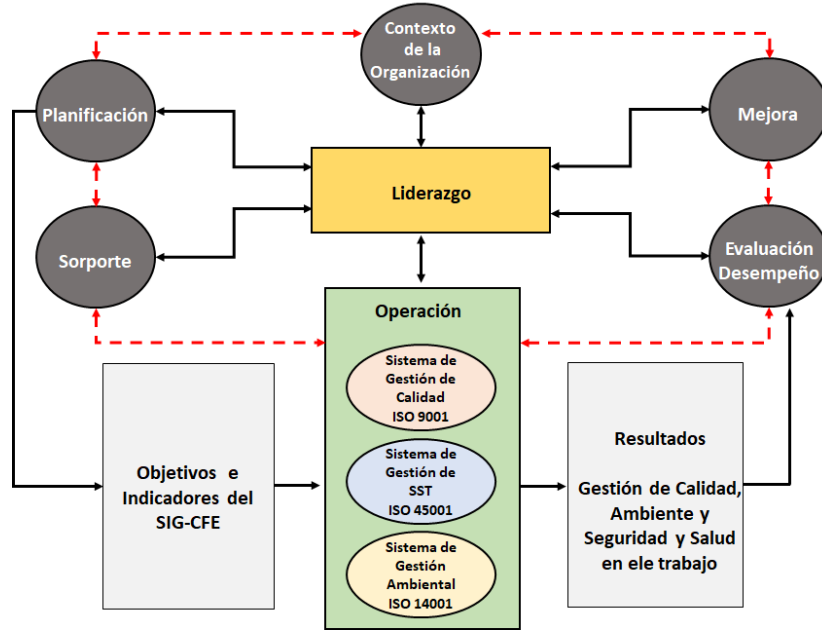 Contexto
de la
Organización
Planificación
Mejora
Liderazgo
Sorporte
Evaluación
Desempeño
Operación
Sistema de
Gestión de
Calidad
ISO 9001
Sistema de
Gestión de
SST
ISO 45001
Sistema de
Gestión
Ambiental
ISO 14001
Objetivos e
Indicadores del
SIG-CFE
Resultados
Gestión de Calidad,
Ambiente y
Seguridad y Salud
en ele trabajo